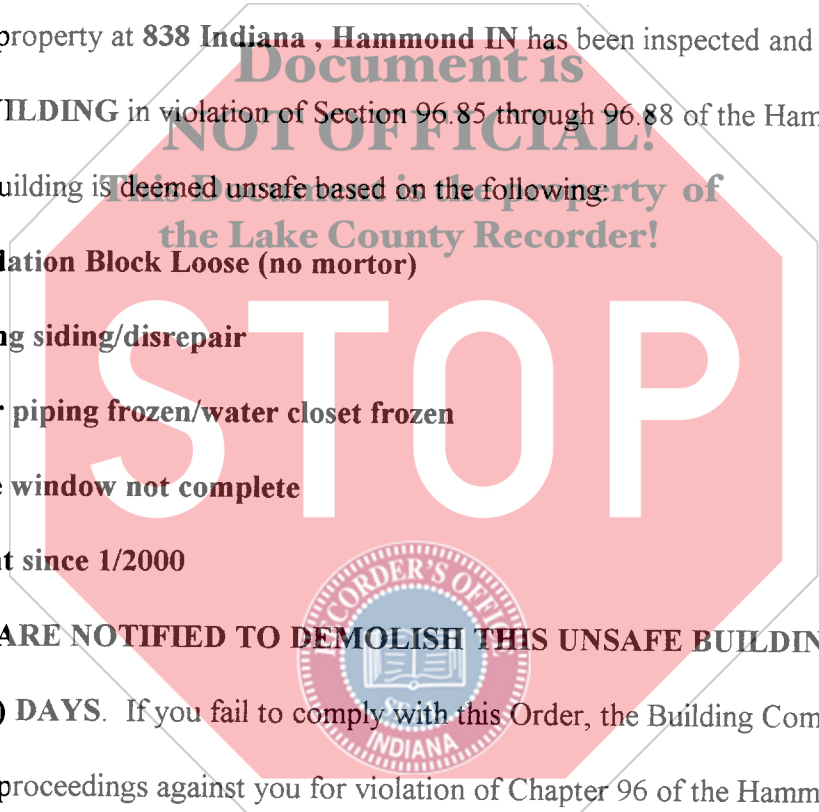 property at 838 Indiana , Hammond IN has been inspected and
Document is
ILDING in violation of Section 96.85 through 96.88 of the Ham
NOT OFFICIAL!
uilding is deemed unsafe based on the following:
This Document is the property of
the Lake County Recorder!
lation Block Loose (no mortor)
STOP
ng siding/disrepair
r piping frozen/water closet frozen
e window not complete
t since 1/2000
RECORDER'S OFFICE
ARE NOTIFIED TO DEMOLISH THIS UNSAFE BUILDIN
SEAL
) DAYS. If you fail to comply with this Order, the Building Com
INDIANA
proceedings against you for violation of Chapter 96 of the Hamm